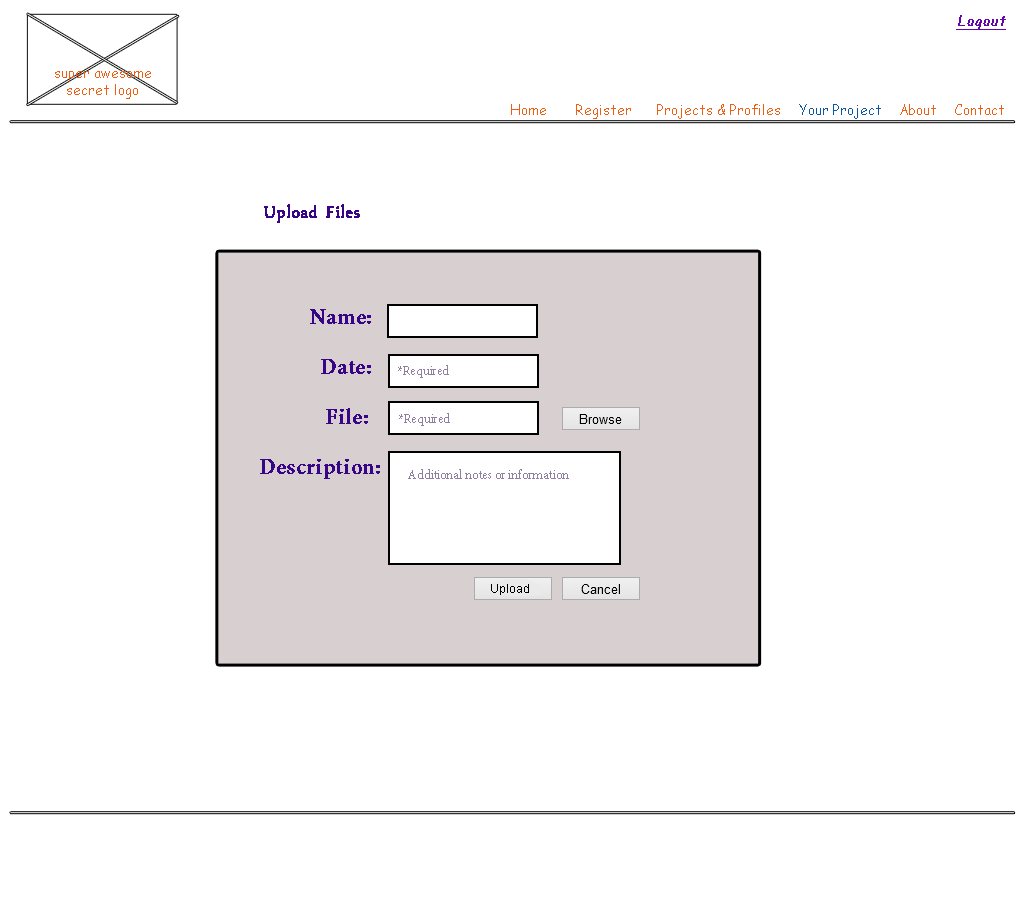 Logout
super awesome
secret logo
Home Register Projects & Profiles Your Project About Contact
Upload Files
Name:
Date: *Required
File: *Required Browse
Description: Additional notes or information
Upload Cancel